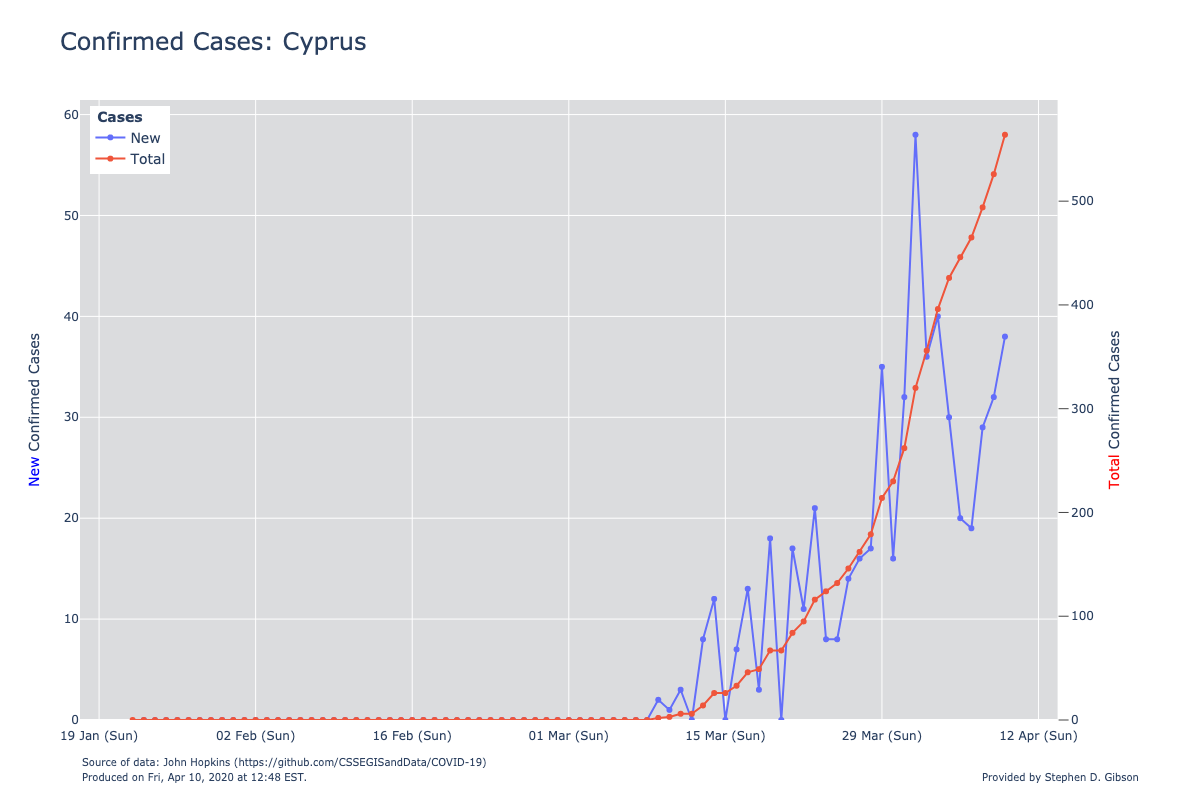 Confirmed Cases: Cyprus
Cases
New
Total
60
50
40
30
20
10
0
500
400
300
200
100
0
New Confirmed Cases
Total Confirmed Cases
19 Jan (Sun) 02 Feb (Sun) 16 Feb (Sun) 01 Mar (Sun) 15 Mar (Sun) 29 Mar (Sun) 12 Apr (Sun)
Source of data: John Hopkins (https://github.com/CSSEGISandData/COVID-19)
Produced on Fri, Apr 10, 2020 at 12:48 EST.
Provided by Stephen D. Gibson